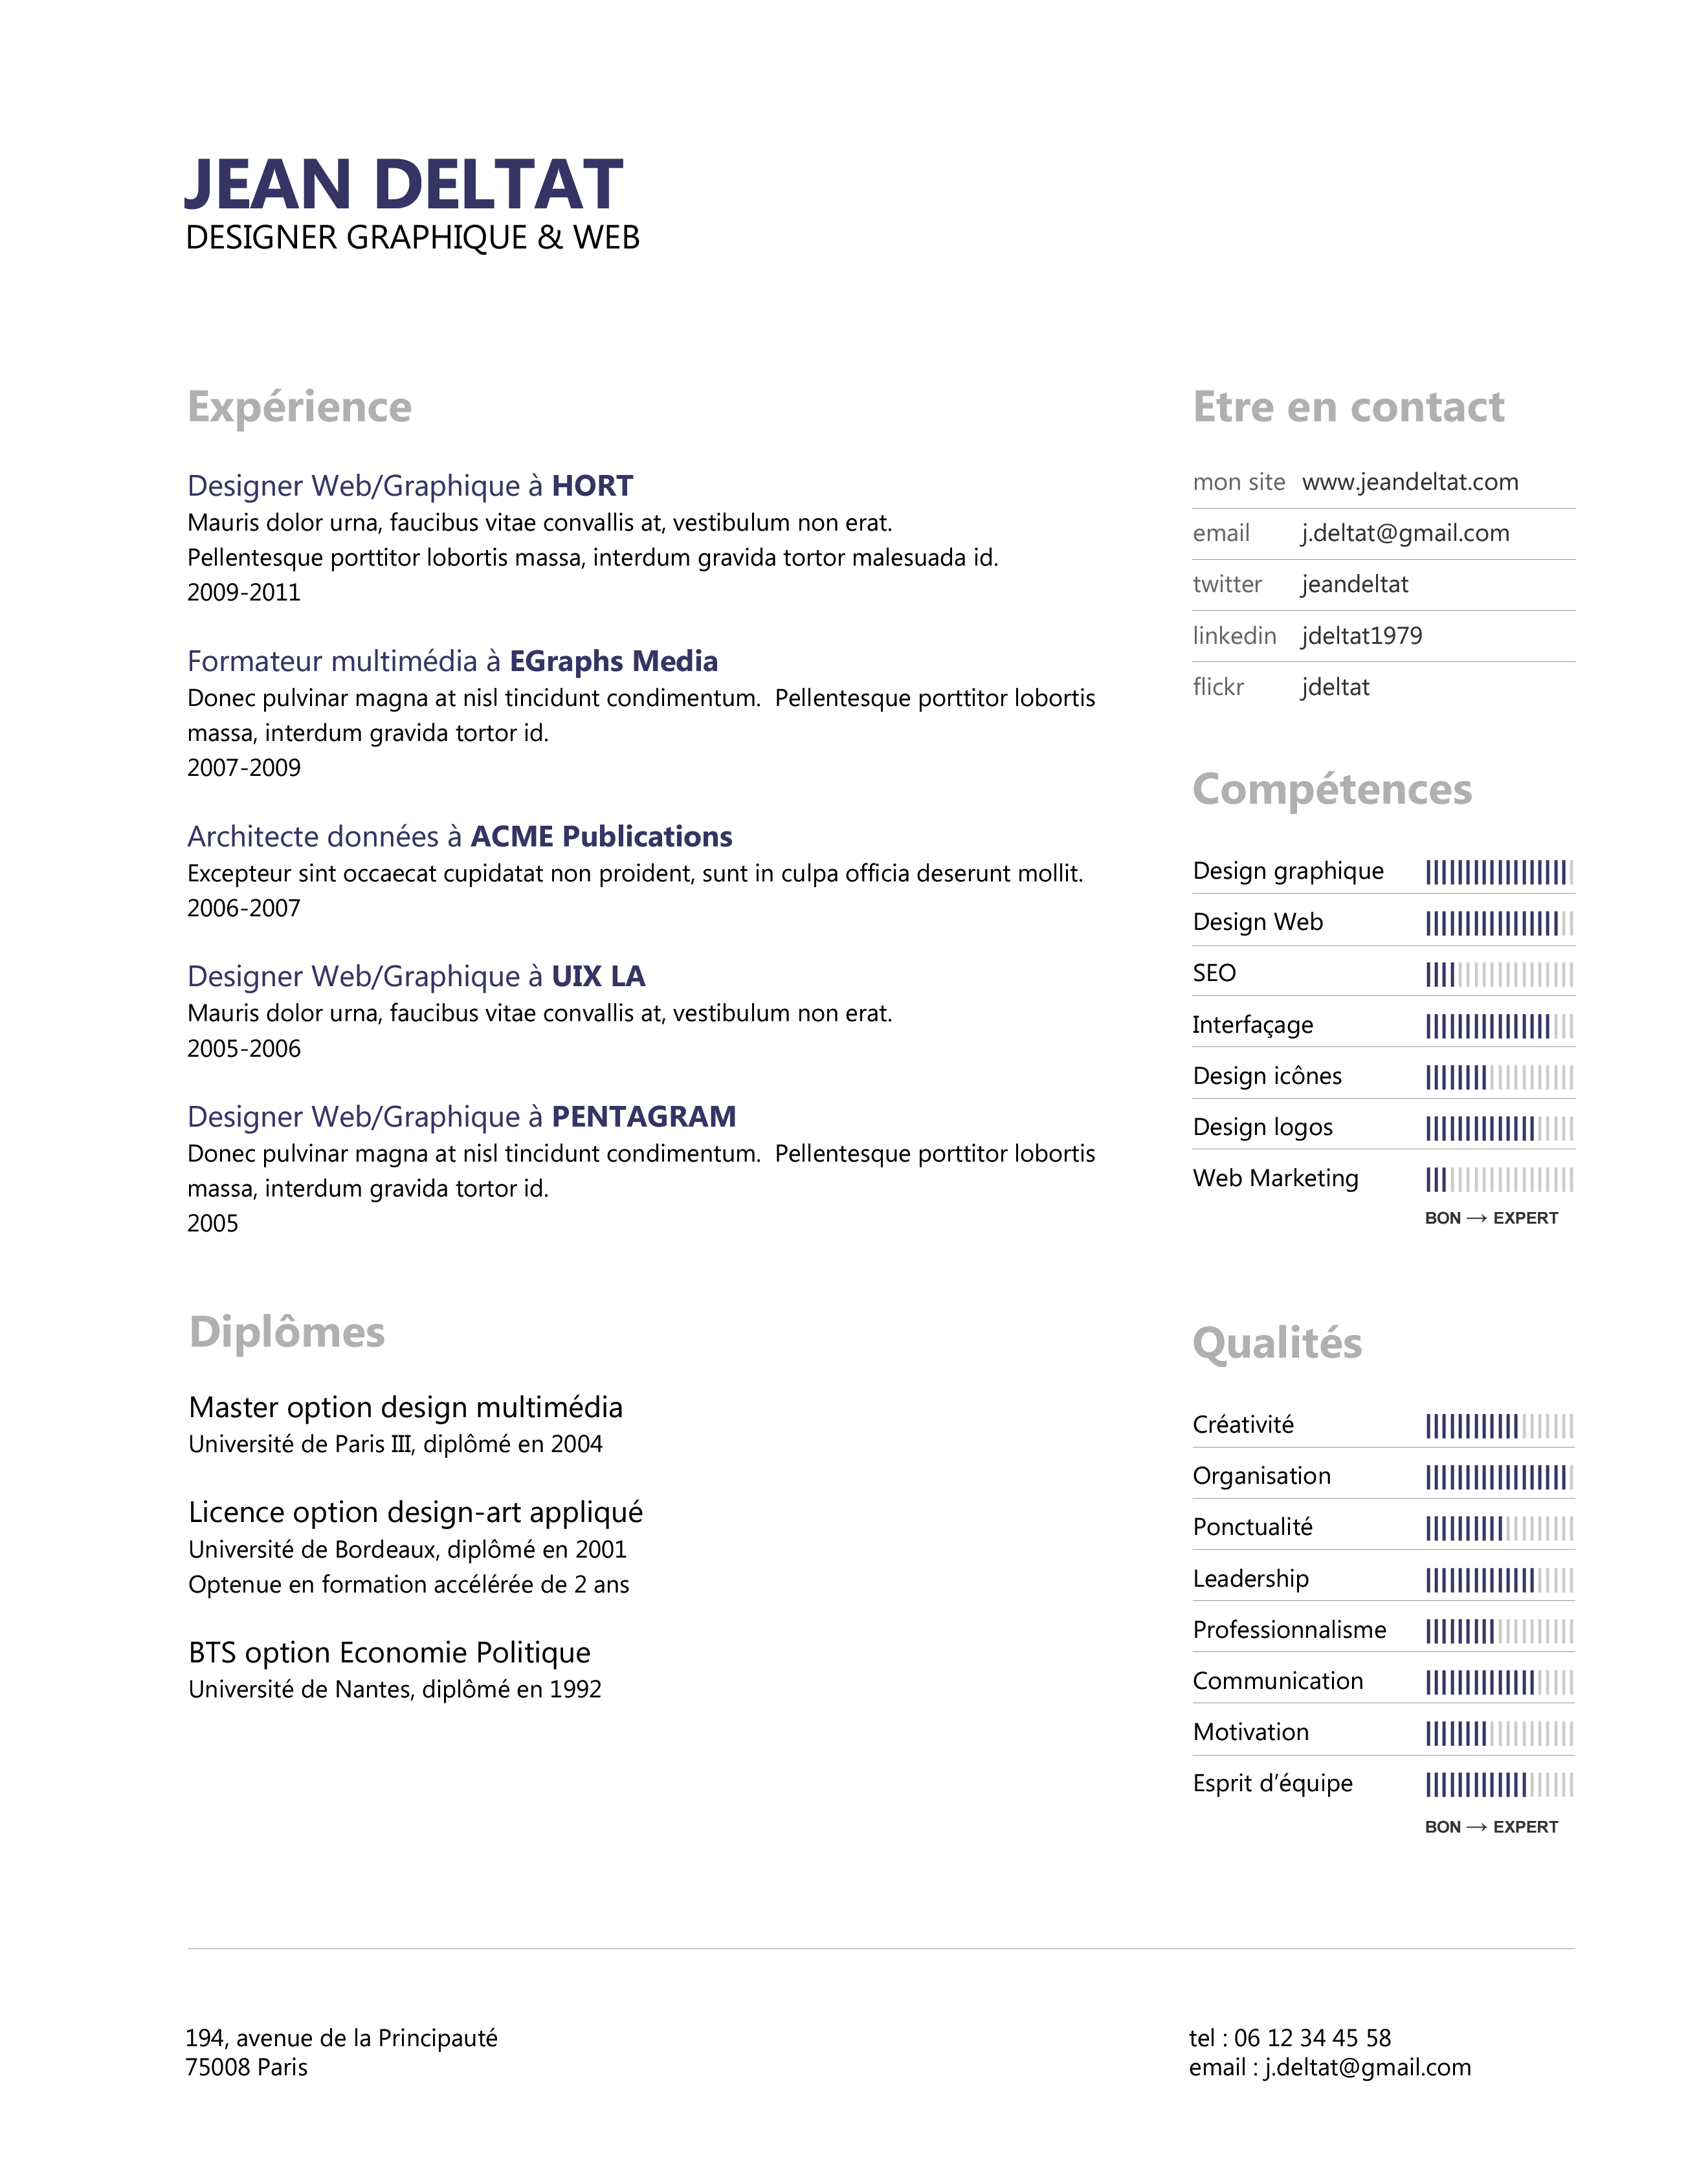 JEAN DELTAT
DESIGNER GRAPHIQUE & WEB
Expérience
Designer Web/Graphique à HORT
Mauris dolor urna, faucibus vitae convallis at, vestibulum non erat.
Pellentesque porttitor lobortis massa, interdum gravida tortor malesuada id.
2009-2011
Formateur multimédia à EGraphs Media
Donec pulvinar magna at nisl tincidunt condimentum.  Pellentesque porttitor lobortis
massa, interdum gravida tortor id.
2007-2009
Architecte données à ACME Publications
Excepteur sint occaecat cupidatat non proident, sunt in culpa officia deserunt mollit.
2006-2007
Designer Web/Graphique à UIX LA
Mauris dolor urna, faucibus vitae convallis at, vestibulum non erat.
2005-2006
Designer Web/Graphique à PENTAGRAM
Donec pulvinar magna at nisl tincidunt condimentum.  Pellentesque porttitor lobortis
massa, interdum gravida tortor id.
2005
Diplômes
Master option design multimédia
Université de Paris III, diplômé en 2004
Licence option design-art appliqué
Université de Bordeaux, diplômé en 2001
Optenue en formation accélérée de 2 ans
BTS option Economie Politique
Université de Nantes, diplômé en 1992
Etre en contact
mon site www.jeandeltat.com
email j.deltat@gmail.com
twitter jeandeltat
linkedin jdeltat1979
flickr jdeltat
Compétences
Design graphique
Design Web
SEO
Interfaçage
Design icônes
Design logos
Web Marketing
BON → EXPERT
Qualités
Créativité
Organisation
Ponctualité
Leadership
Professionnalisme
Communication
Motivation
Esprit d’équipe
BON → EXPERT
194, avenue de la Principauté
75008 Paris
tel : 06 12 34 45 58
email : j.deltat@gmail.com